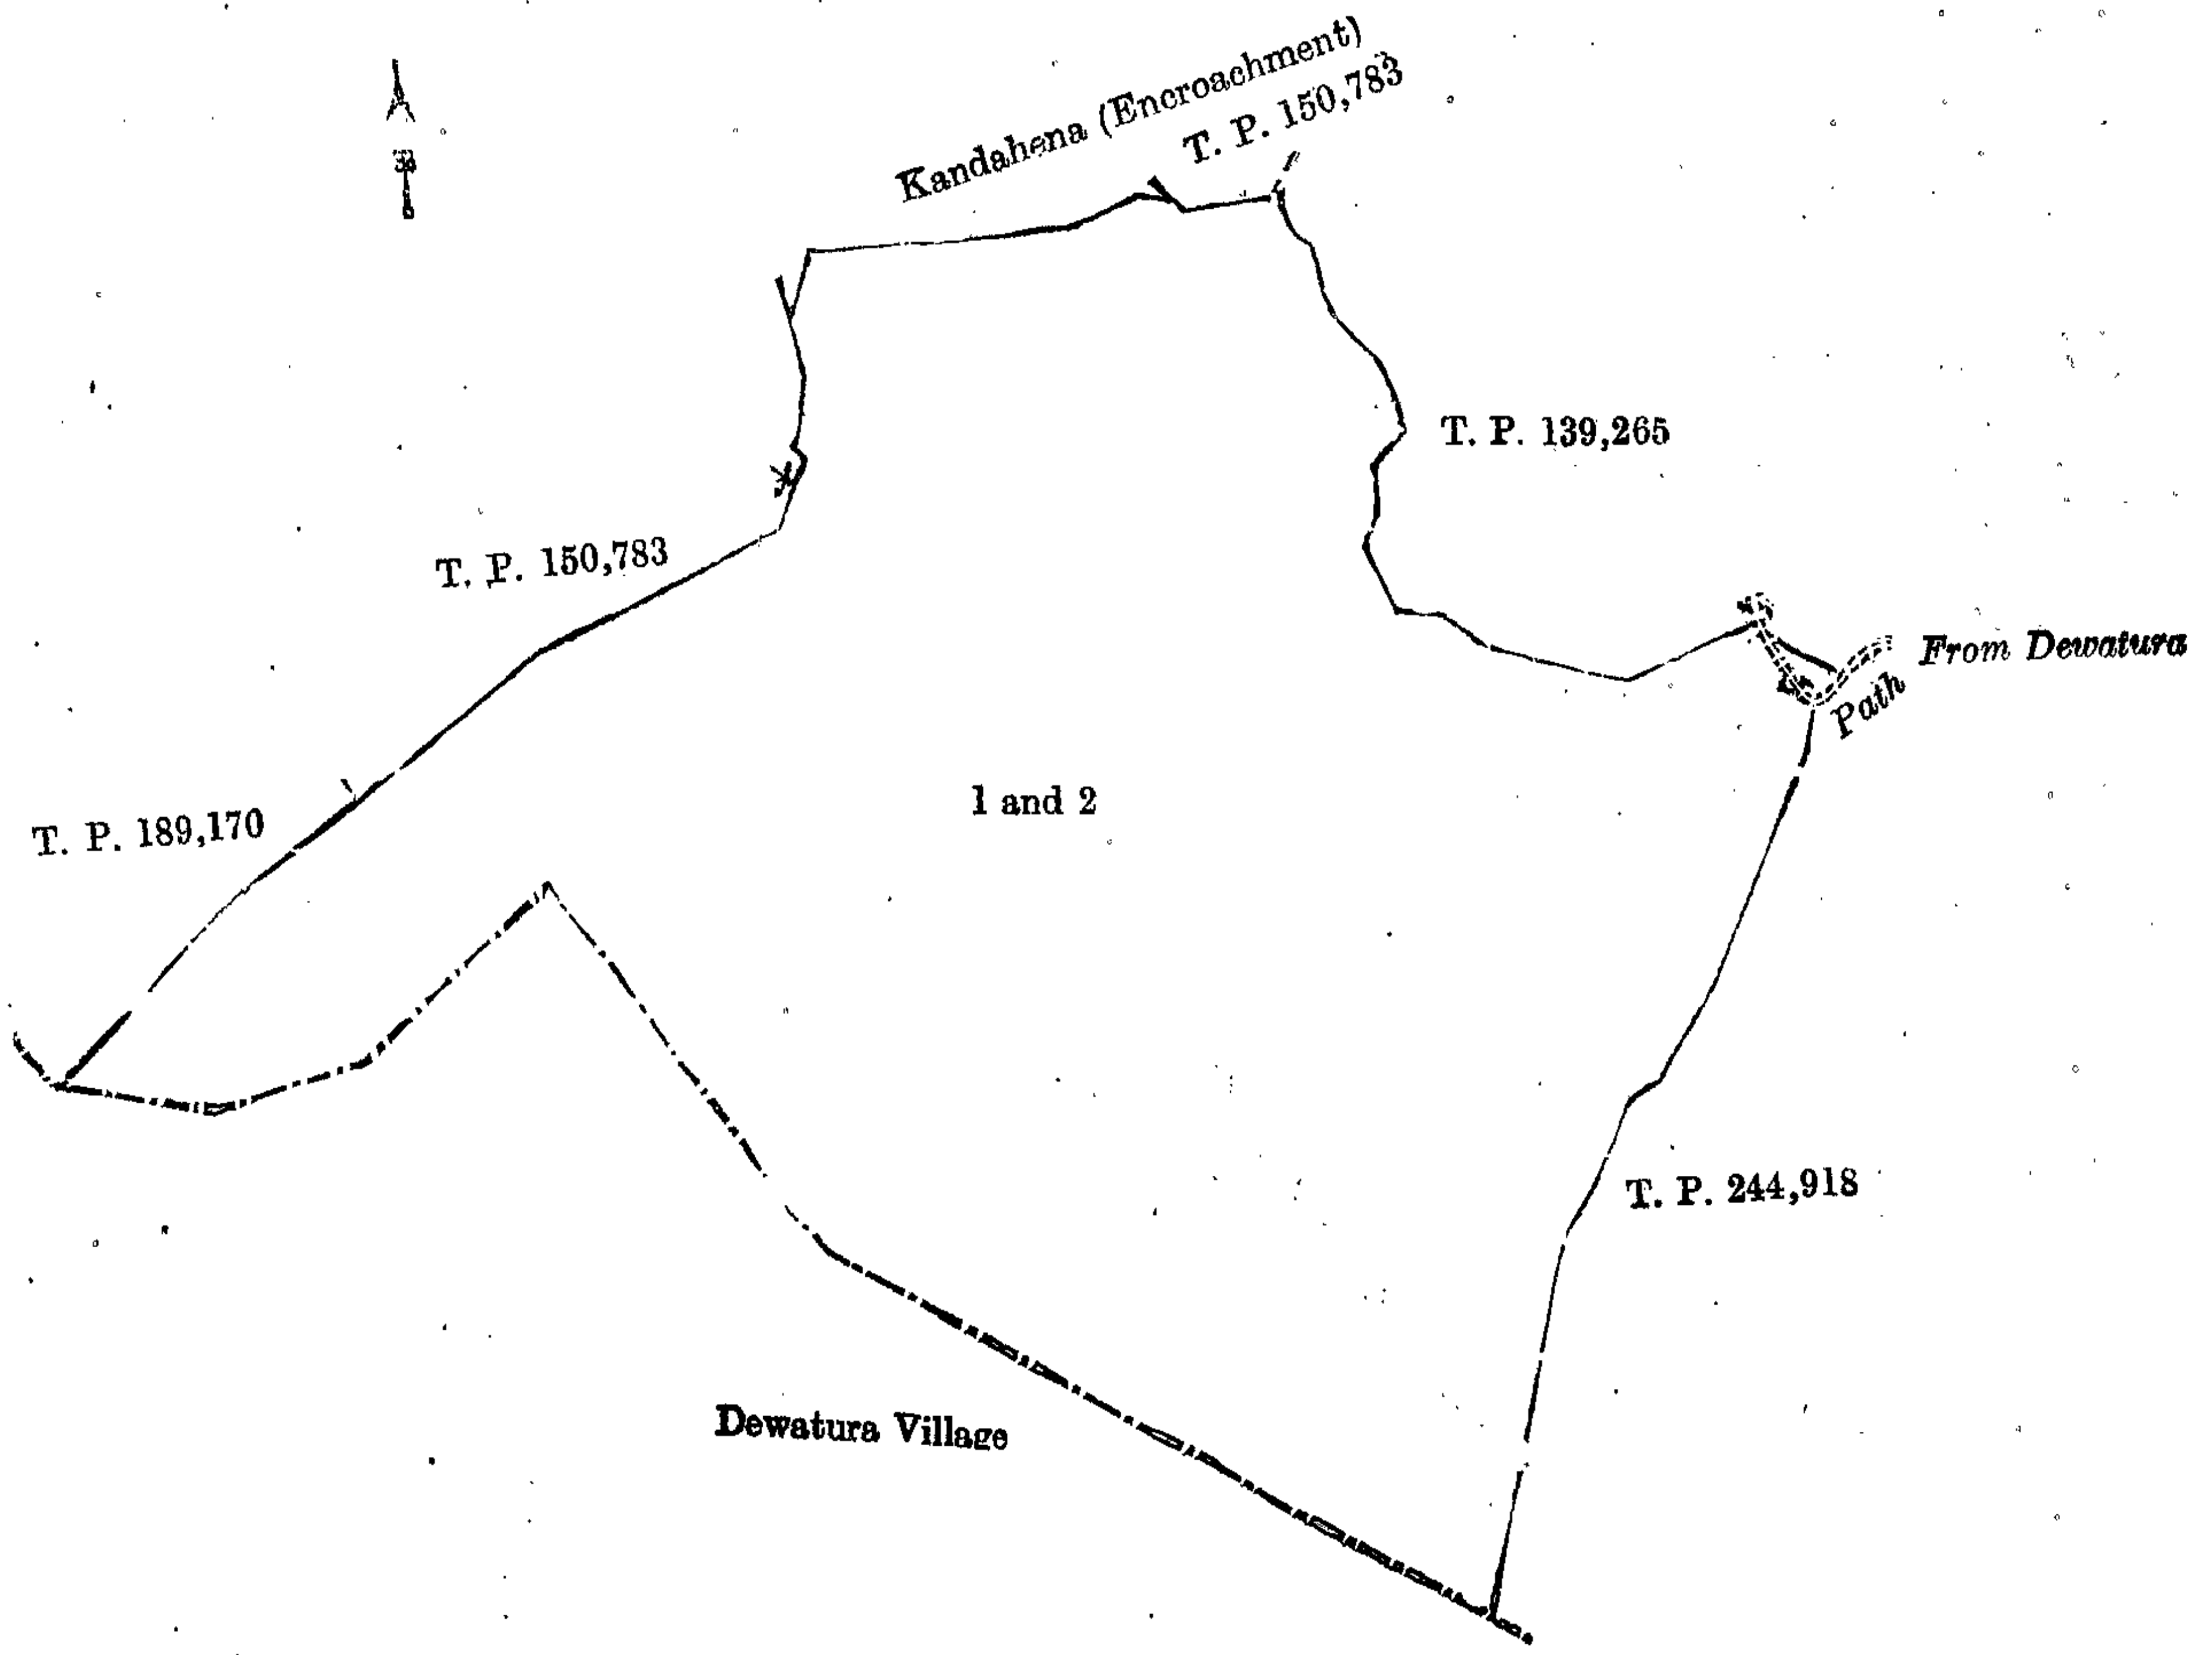 Kandahena (Encroachment)
T. P. 150,783
T. P. 139,265
T. P. 150,783
From Dewatura
Path
1 and 2
T. P. 189,170
T. P. 244,918
Dewatura Village